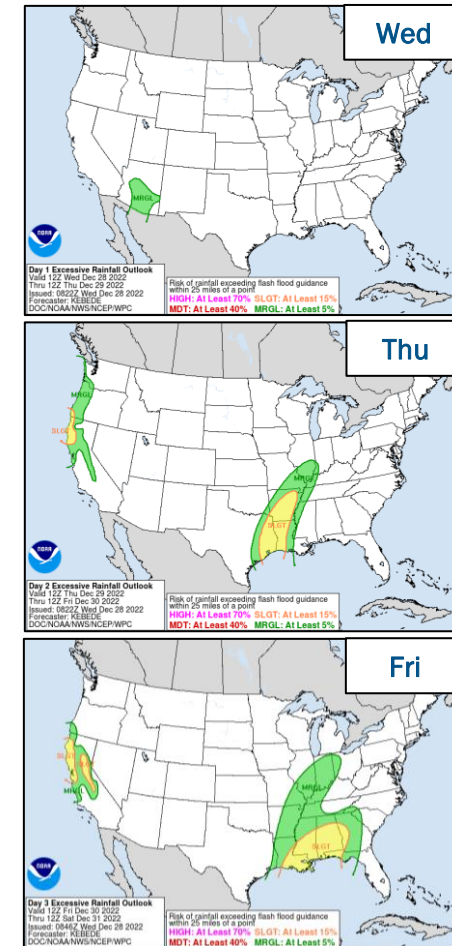 Wed
MRGL
NOAA
Day 1 Excessive Rainfall Outlook
Valid 12Z Wed Dec 28 2022
Thru 12Z Thu Dec 29 2022
Issued: 0822Z Wed Dec 28 2022
Forecaster: KEBEDE
DOC/NOAA/NWS/NCEP/WPC
Risk of rainfall exceeding flash flood guidance
within 25 miles of a point
HIGH: At Least 70% SLGT: At Least 15%
MDT: At Least 40% MRGL: At Least 5%
Thu
MRGL
SLGT
MRGL
SLGT
NOAA
Day 2 Excessive Rainfall Outlook
Valid 12Z Thu Dec 29 2022
Thru 12Z Fri Dec 30 2022
Issued: 0822Z Wed Dec 28 2022
Forecaster: KEBEDE
DOC/NOAA/NWS/NCEP/WPC
Risk of rainfall exceeding flash flood guidance
within 25 miles of a point
HIGH: At Least 70% SLGT: At Least 15%
MDT: At Least 40% MRGL: At Least 5%
Fri
SLGT
SLGT
MRGL
MRGL
SLGT
NOAA
Day 3 Excessive Rainfall Outlook
Valid 12Z Fri Dec 30 2022
Thru 12Z Sat Dec 31 2022
Issued: 0846Z Wed Dec 28 2022
Forecaster: KEBEDE
DOC/NOAA/NWS/NCEP/WPC
Risk of rainfall exceeding flash flood guidance
within 25 miles of a point
HIGH: At Least 70% SLGT: At Least 15%
MDT: At Least 40% MRGL: At Least 5%